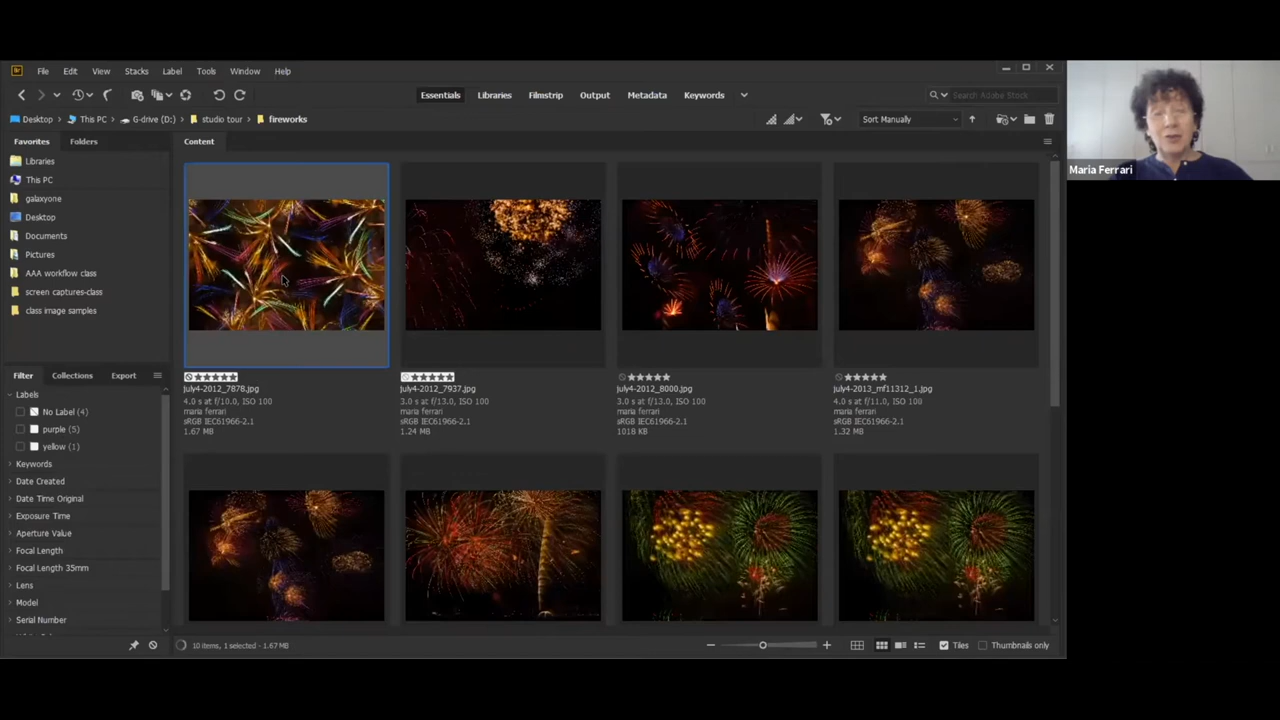 Br File Edit View Stacks Label Tools Window Help
Essentials Libraries Filmstrip Output Metadata Keywords Search Adobe Stock
Desktop This PC G-drive (D:) studio tour fireworks Sort Manually
Favorites Folders
Content
Libraries
This PC
galaxyone
Desktop
Documents
Pictures
AAA workflow class
screen captures-class
class image samples
Filter Collections Export
Labels
No Label (4)
purple (5)
yellow (1)
Keywords
Date Created
Date Time Original
Exposure Time
Aperture Value
Focal Length
Focal Length 35mm
Lens
Model
Serial Number
july4-2012_7878.jpg
4.0 s at f/10.0, ISO 100
maria ferrari
sRGB IEC61966-2.1
1.67 MB
july4-2012_7937.jpg
3.0 s at f/13.0, ISO 100
maria ferrari
sRGB IEC61966-2.1
1.24 MB
july4-2012_8000.jpg
3.0 s at f/13.0, ISO 100
maria ferrari
sRGB IEC61966-2.1
1018 KB
july4-2013_mf11312_1.jpg
4.0 s at f/11.0, ISO 100
maria ferrari
sRGB IEC61966-2.1
1.32 MB
10 items, 1 selected - 1.67 MB
Tiles Thumbnails only
Maria Ferrari